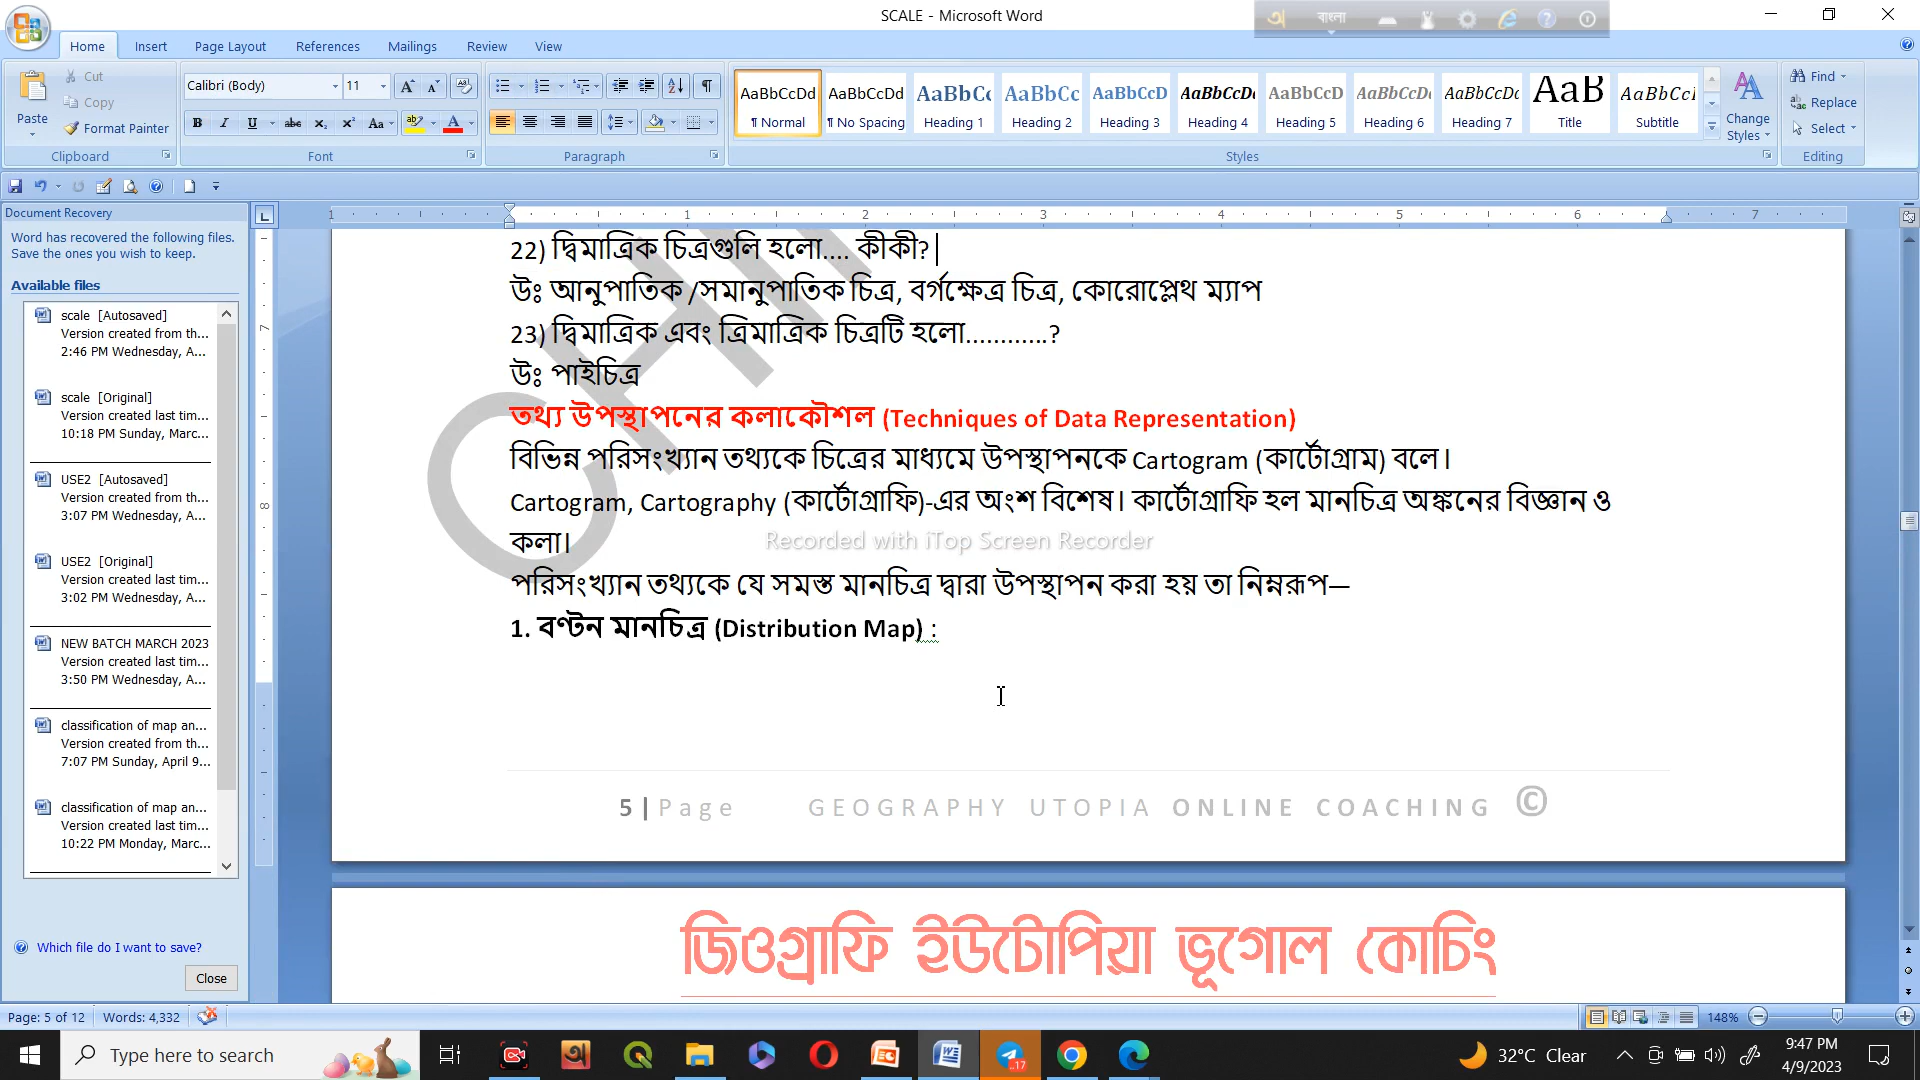 SCALE - Microsoft Word
বাংলা
Home Insert Page Layout References Mailings Review View
Paste
Cut
Copy
Format Painter
Clipboard
Calibri (Body) 11
Font
Paragraph
AaBbCcDd AaBbCcDd AaBbCc AaBbCc AaBbCcD AaBbCcDc AaBbCcD AaBbCcDc AaBbCcDc AaB AaBbCcl
¶ Normal ¶ No Spacing Heading 1 Heading 2 Heading 3 Heading 4 Heading 5 Heading 6 Heading 7 Title Subtitle
Change Styles
Styles
Find
Replace
Select
Editing
Document Recovery
Word has recovered the following files.
Save the ones you wish to keep.
Available files
scale [Autosaved]
Version created from th...
2:46 PM Wednesday, A...
scale [Original]
Version created last tim...
10:18 PM Sunday, Marc...
USE2 [Autosaved]
Version created from th...
3:07 PM Wednesday, A...
USE2 [Original]
Version created last tim...
3:02 PM Wednesday, A...
NEW BATCH MARCH 2023
Version created last tim...
3:50 PM Wednesday, A...
classification of map an...
Version created from th...
7:07 PM Sunday, April 9...
classification of map an...
Version created last tim...
10:22 PM Monday, Marc...
Which file do I want to save?
Close
22) দ্বিমাত্রিক চিত্রগুলি হলো.... কীকী?
উঃ আনুপাতিক /সমানুপাতিক চিত্র, বর্গক্ষেত্র চিত্র, কোরোপ্লেথ ম্যাপ
23) দ্বিমাত্রিক এবং ত্রিমাত্রিক চিত্রটি হলো............?
উঃ পাইচিত্র
তথ্য উপস্থাপনের কলাকৌশল (Techniques of Data Representation)
বিভিন্ন পরিসংখ্যান তথ্যকে চিত্রের মাধ্যমে উপস্থাপনকে Cartogram (কার্টোগ্রাম) বলে।
Cartogram, Cartography (কার্টোগ্রাফি)-এর অংশ বিশেষ। কার্টোগ্রাফি হল মানচিত্র অঙ্কনের বিজ্ঞান ও
কলা।
Recorded with iTop Screen Recorder
পরিসংখ্যান তথ্যকে যে সমস্ত মানচিত্র দ্বারা উপস্থাপন করা হয় তা নিম্নরূপ—
1. বণ্টন মানচিত্র (Distribution Map) :
5 | Page GEOGRAPHY UTOPIA ONLINE COACHING ©
জিওগ্রাফি ইউটোপিয়া ভূগোল কোচিং
Page: 5 of 12 Words: 4,332
148%
Type here to search
32°C Clear
9:47 PM
4/9/2023